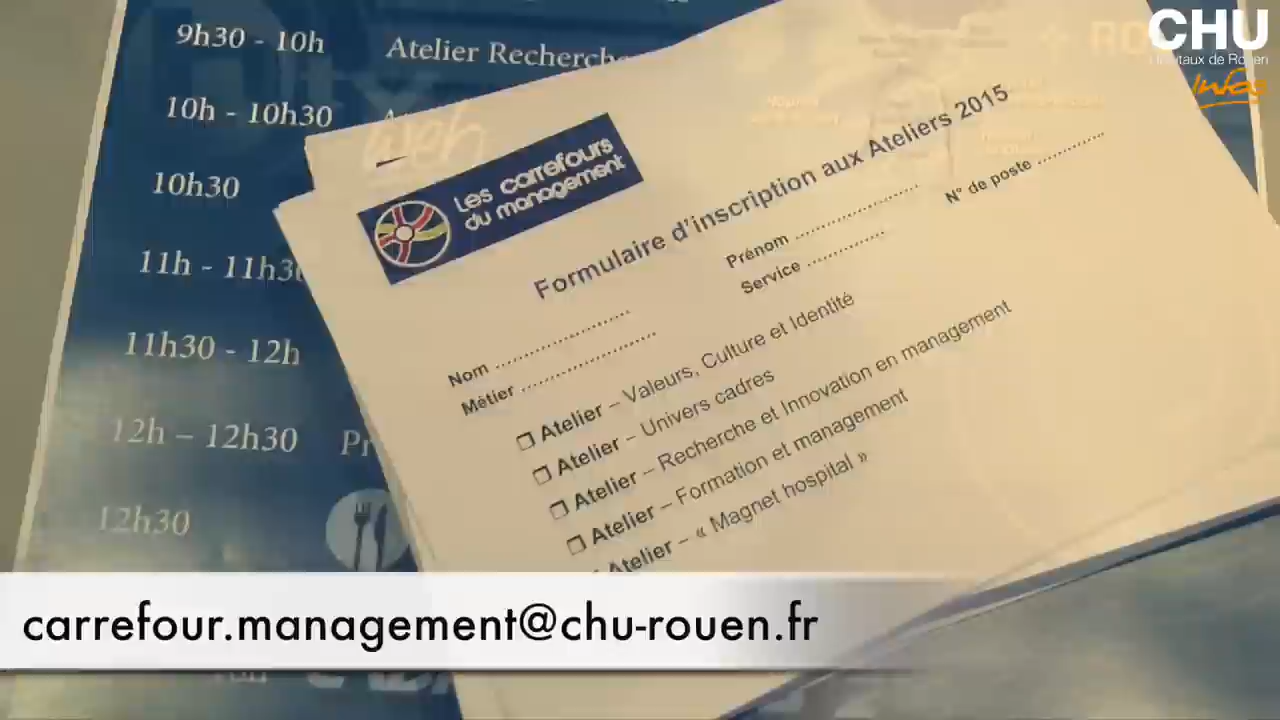 9h30 - 10h Atelier Recherche
10h - 10h30
10h30
11h - 11h30
11h30 - 12h
12h – 12h30 Pr
12h30
CHU
Hôpitaux de Rouen
Infos
Les carrefours
du management
Formulaire d'inscription aux Ateliers 2015
Nom .......................... Prénom ..........................
Métier .......................... Service .................... N° de poste ..............
❐ Atelier – Valeurs, Culture et Identité
❐ Atelier – Univers cadres
❐ Atelier – Recherche et Innovation en management
❐ Atelier – Formation et management
Atelier – « Magnet hospital »
carrefour.management@chu-rouen.fr